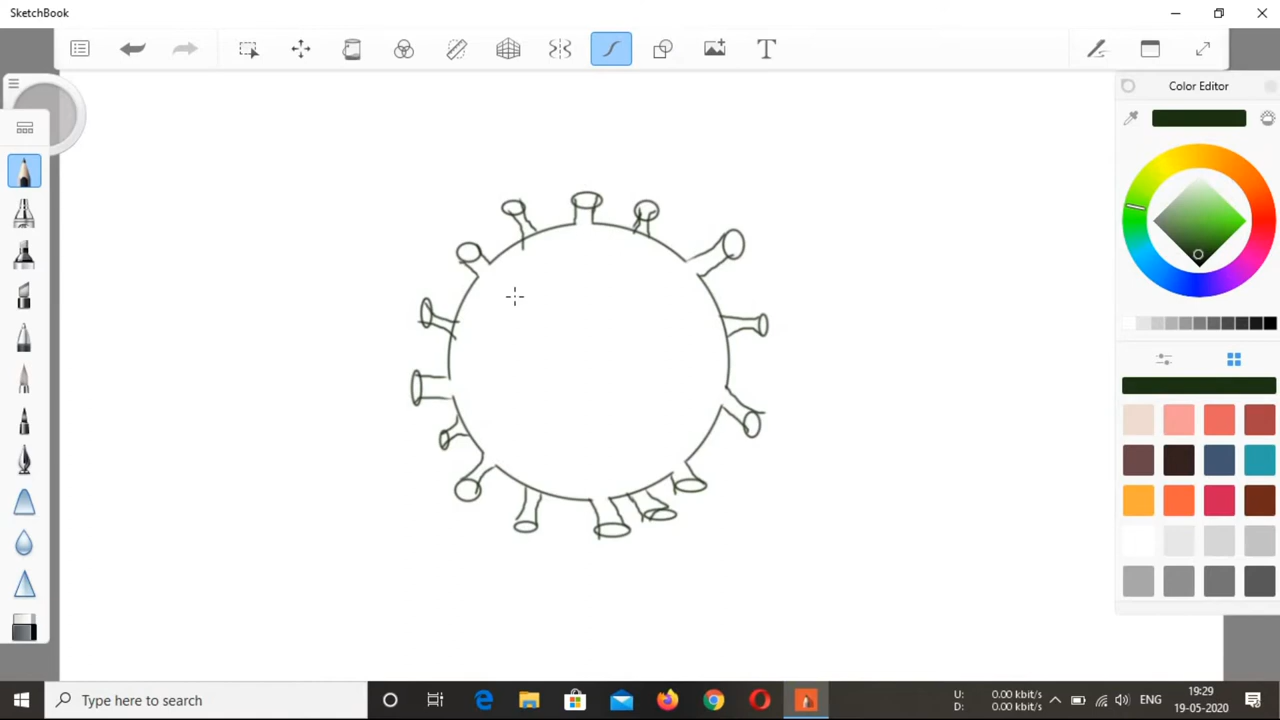 SketchBook
T
Color Editor
Type here to search
U: 0.00 kbit/s
D: 0.00 kbit/s
ENG
19:29
19-05-2020